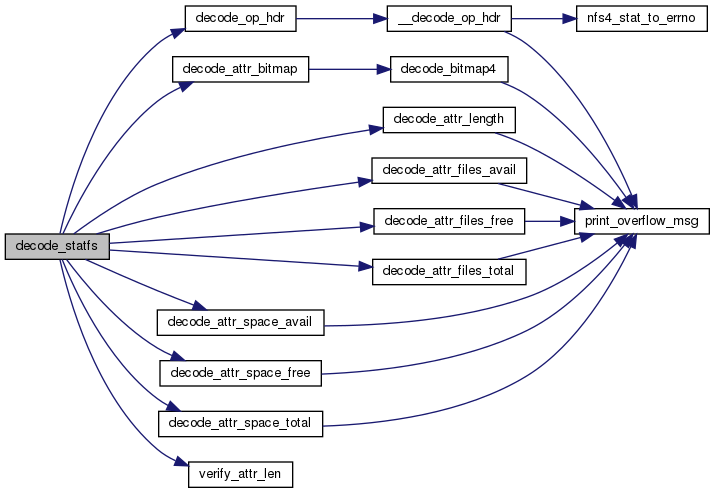 decode_op_hdr
__decode_op_hdr
nfs4_stat_to_errno
decode_attr_bitmap
decode_bitmap4
decode_attr_length
decode_attr_files_avail
decode_attr_files_free
print_overflow_msg
decode_statfs
decode_attr_files_total
decode_attr_space_avail
decode_attr_space_free
decode_attr_space_total
verify_attr_len